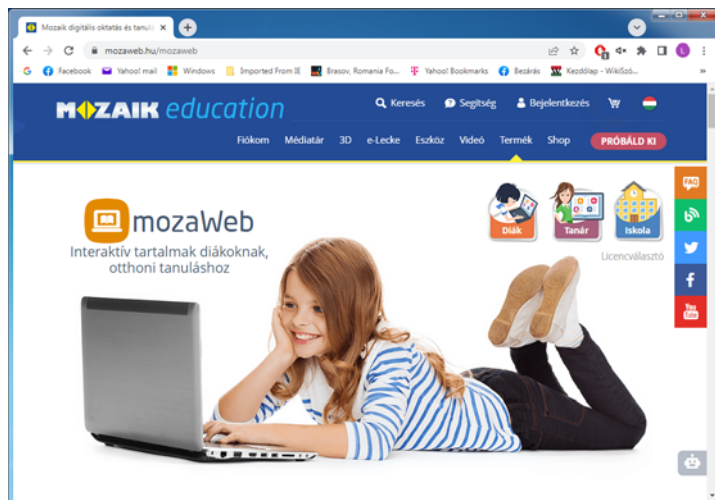 Mozaik digitális oktatás és tanulá
mozaweb.hu/mozaweb
G Facebook Yahoo! mail Windows Imported From IE Brasov, Romania Fo... Yahoo! Bookmarks Bezárás Kezdőlap - WikiSzó... »
MOZAIK education
Keresés Segítség Bejelentkezés
Fiókom Médiatár 3D e-Lecke Eszköz Videó Termék Shop PRÓBÁLD KI
FAQ
mozaWeb
Interaktív tartalmak diákoknak,
otthoni tanuláshoz
Diák Tanár Iskola
Licencválasztó
You
Tube